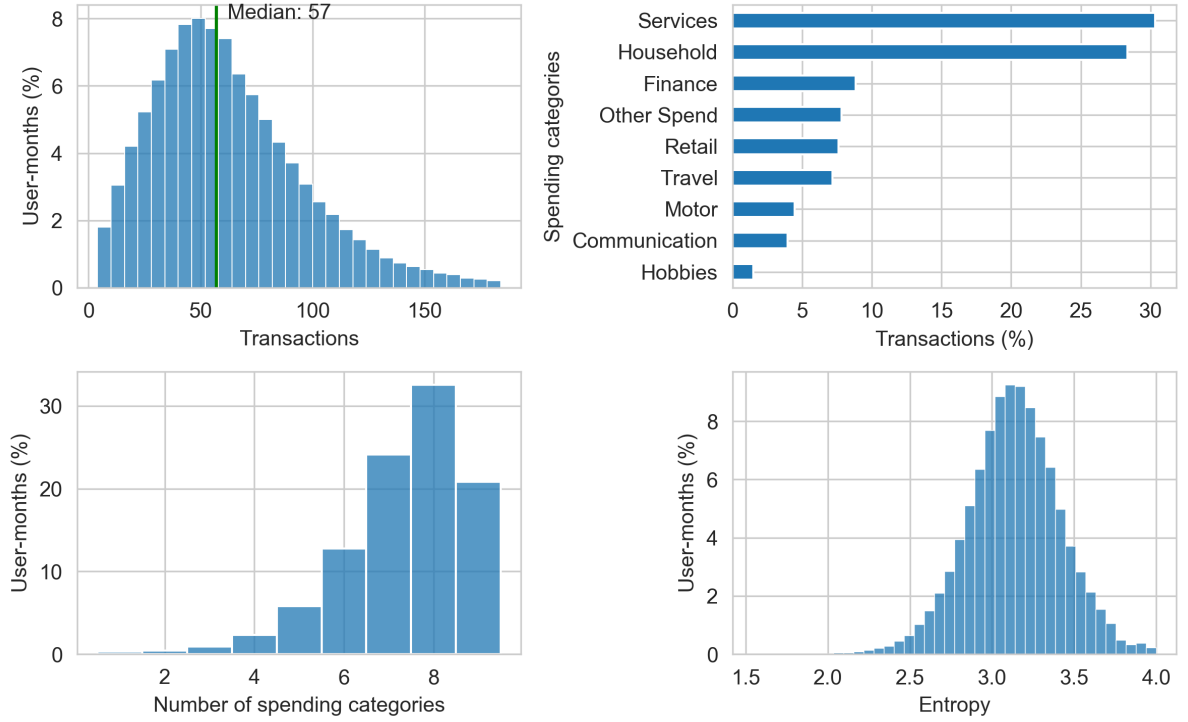 Median: 57
User-months (%)
8
6
4
2
0
0 50 100 150
Transactions
Spending categories
Services
Household
Finance
Other Spend
Retail
Travel
Motor
Communication
Hobbies
0 5 10 15 20 25 30
Transactions (%)
User-months (%)
30
20
10
0
2 4 6 8
Number of spending categories
User-months (%)
8
6
4
2
0
1.5 2.0 2.5 3.0 3.5 4.0
Entropy